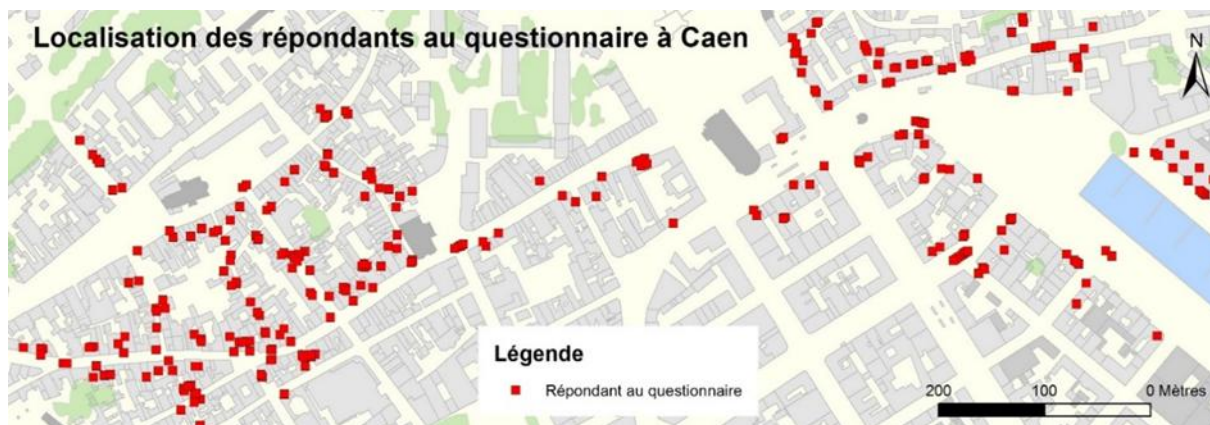 Localisation des répondants au questionnaire à Caen
N
Légende
Répondant au questionnaire
200 100 0 Mètres